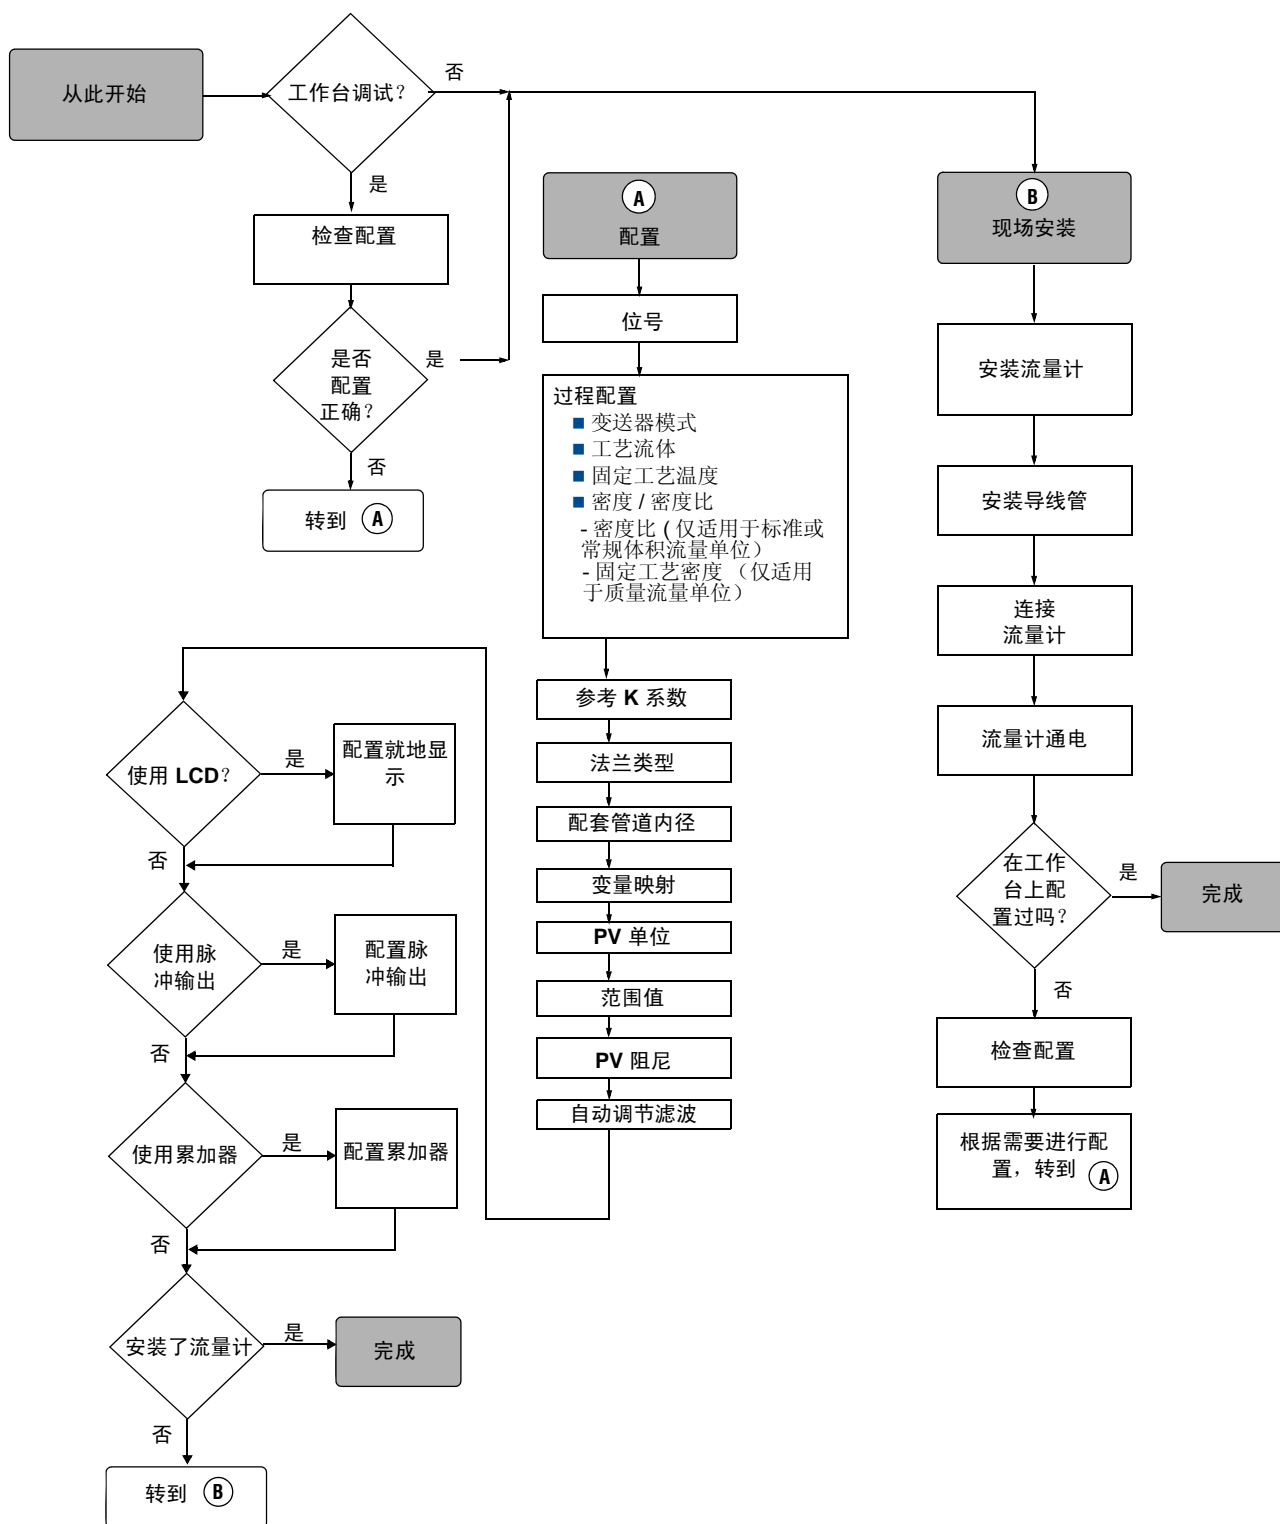 从此开始
工作台调试？
否
是
检查配置
是否
配置
正确？
是
否
转到 A
A
配置
位号
过程配置
■ 变送器模式
■ 工艺流体
■ 固定工艺温度
■ 密度 / 密度比
- 密度比 ( 仅适用于标准或
常规体积流量单位）
- 固定工艺密度 （仅适用
于质量流量单位）
参考 K 系数
法兰类型
配套管道内径
变量映射
PV 单位
范围值
PV 阻尼
自动调节滤波
使用 LCD？
是
配置就地显
示
否
使用脉
冲输出
是
配置脉
冲输出
否
使用累加器
是
配置累加器
否
安装了流量计
是
完成
否
转到 B
B
现场安装
安装流量计
安装导线管
连接
流量计
流量计通电
在工作
台上配
置过吗？
是
完成
否
检查配置
根据需要进行配
置，转到 A